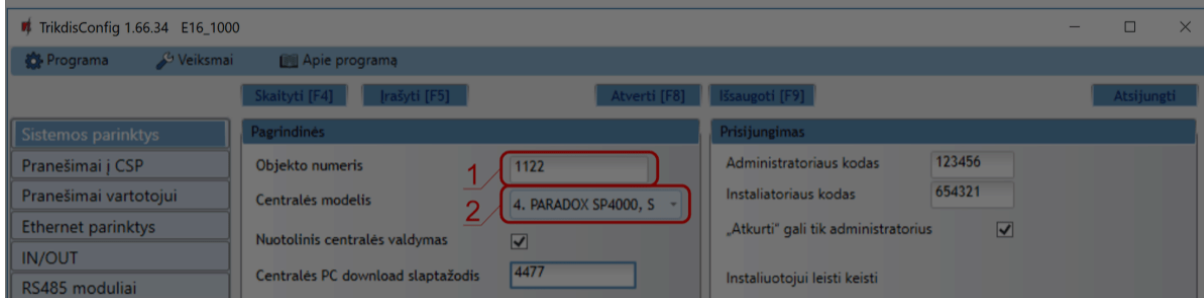 TrikdisConfig 1.66.34 E16_1000
Programa Veiksmai Apie programą
Skaityti [F4] Įrašyti [F5] Atverti [F8] Išsaugoti [F9] Atsijungti
Sistemos parinktys
Pranešimai į CSP
Pranešimai vartotojui
Ethernet parinktys
IN/OUT
RS485 moduliai
Pagrindinės
Objekto numeris 1 1122
Centralės modelis 2 4. PARADOX SP4000, S
Nuotolinis centralės valdymas
Centralės PC download slaptažodis 4477
Prisijungimas
Administratoriaus kodas 123456
Instaliatoriaus kodas 654321
„Atkurti" gali tik administratorius
Instaliuotojui leisti keisti